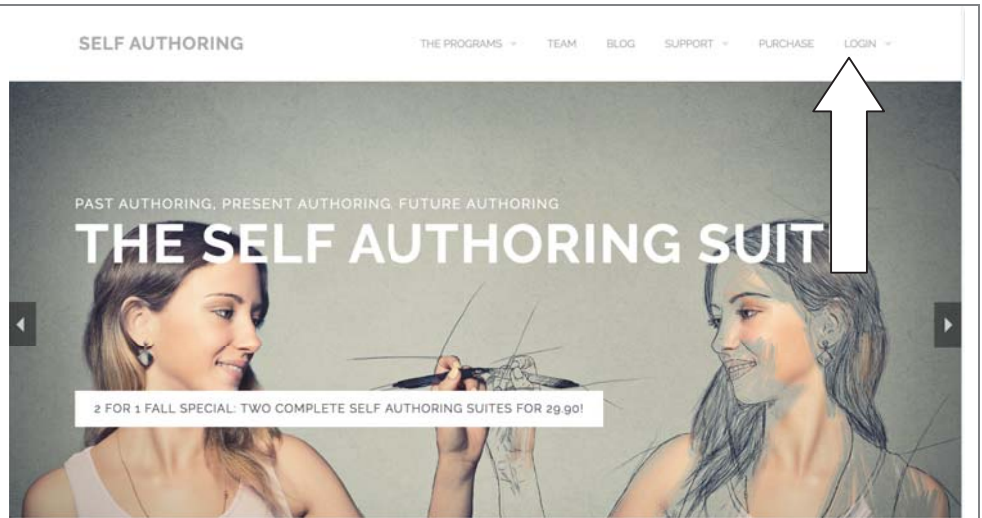 SELF AUTHORING
THE PROGRAMS TEAM BLOG SUPPORT PURCHASE LOGIN
PAST AUTHORING, PRESENT AUTHORING, FUTURE AUTHORING
THE SELF AUTHORING SUIT
2 FOR 1 FALL SPECIAL: TWO COMPLETE SELF AUTHORING SUITES FOR 29.90!